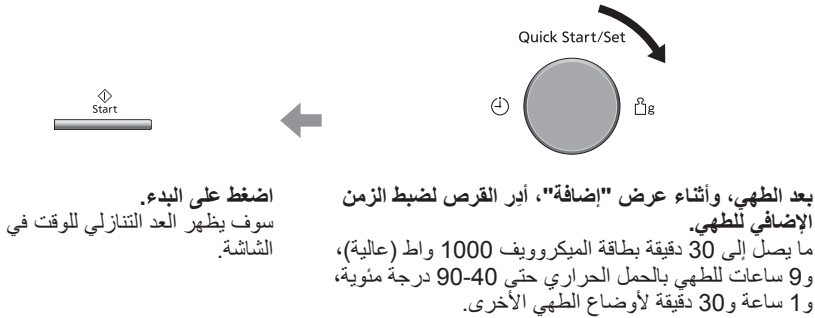 Quick Start/Set
g
Start
بعد الطهي، وأثناء عرض "إضافة"، أدِر القرص لضبط الزمن
الإضافي للطهي.
ما يصل إلى 30 دقيقة بطاقة الميكروويف 1000 واط (عالية)،
و9 ساعات للطهي بالحمل الحراري حتى 40-90 درجة مئوية،
و1 ساعة و30 دقيقة لأوضاع الطهي الأخرى.
اضغط على البدء.
سوف يظهر العد التنازلي للوقت في
الشاشة.